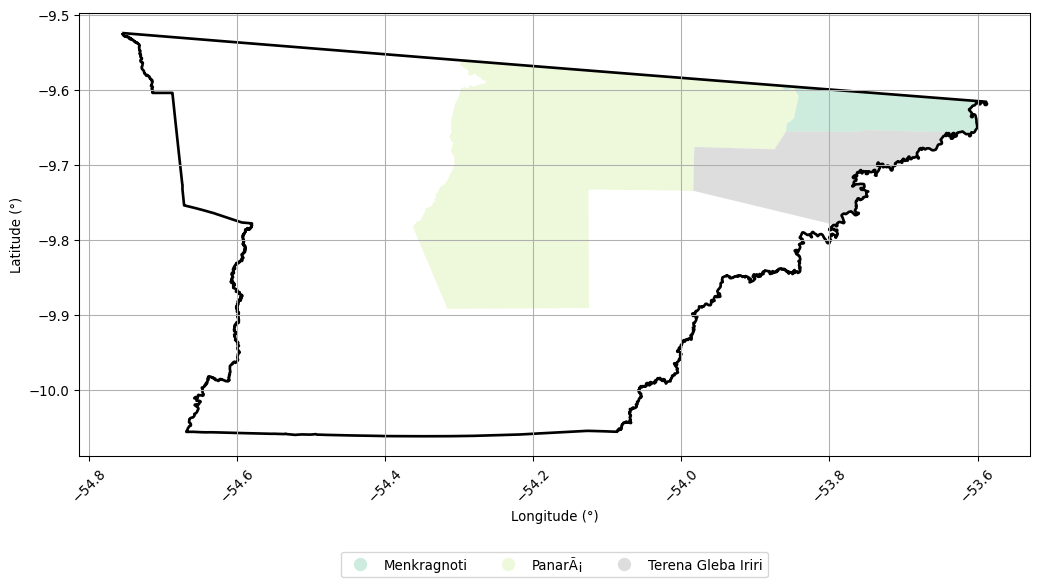 −9.5
−9.6
−9.7
−9.8
−9.9
−10.0
Latitude (°)
−54.8
−54.6
−54.4
−54.2
−54.0
−53.8
−53.6
Longitude (°)
Menkragnoti
PanarÃ¡
Terena Gleba Iriri